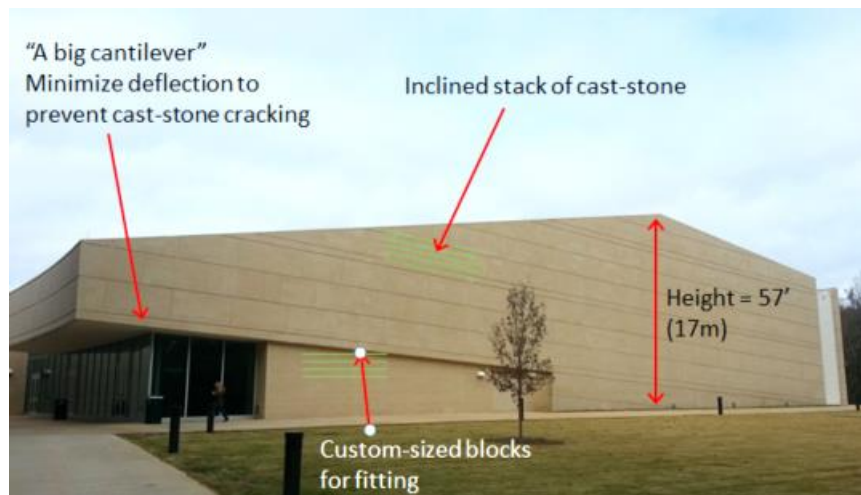 “A big cantilever”
Minimize deflection to
prevent cast-stone cracking
Inclined stack of cast-stone
Height = 57’
(17m)
Custom-sized blocks
for fitting